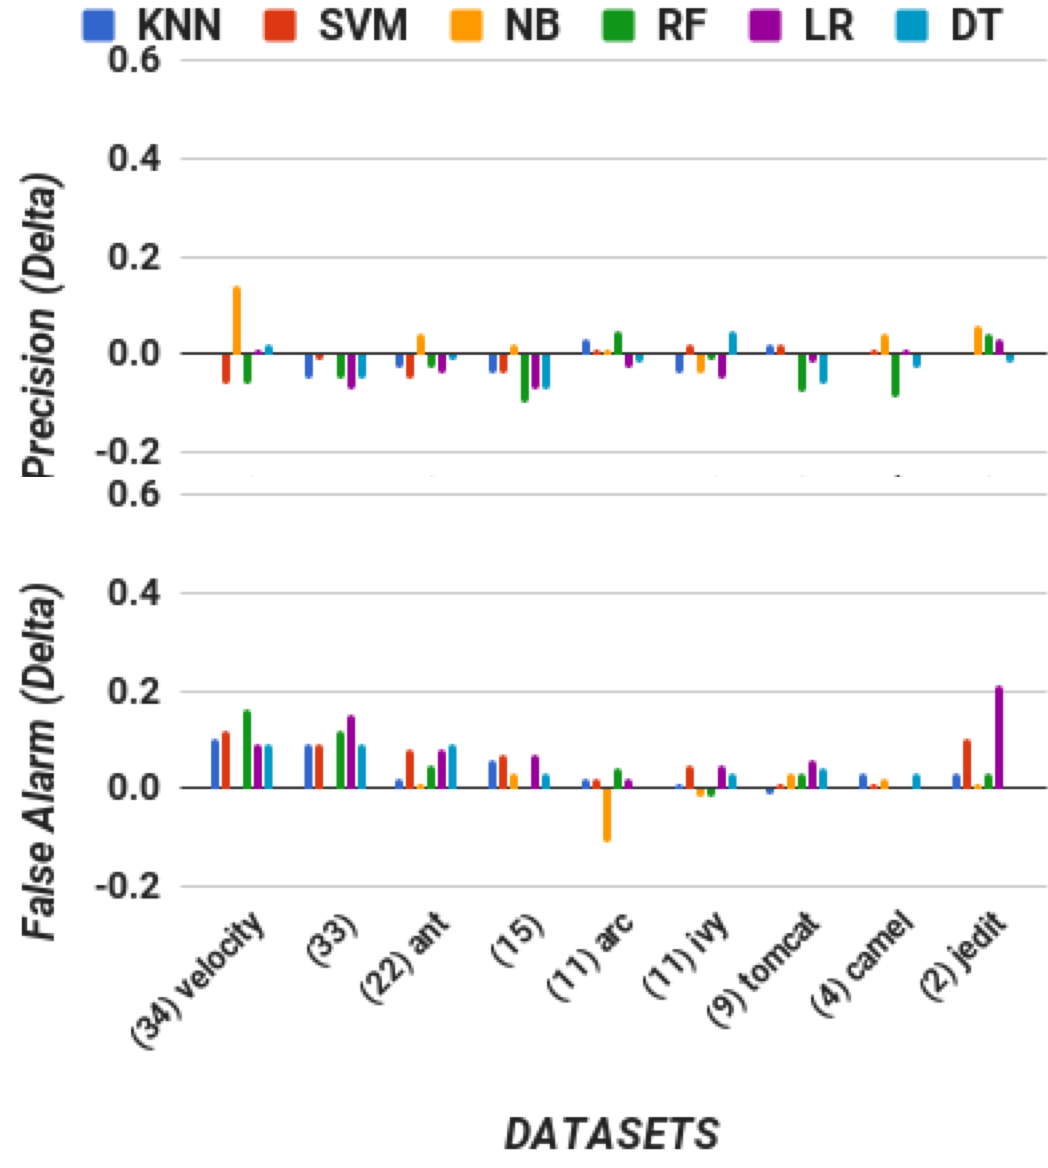 KNN SVM NB RF LR DT
0.6
0.4
0.2
0.0
-0.2
Precision (Delta)
0.6
0.4
0.2
0.0
-0.2
False Alarm (Delta)
(34) velocity
(33)
(22) ant
(15)
(11) arc
(11) ivy
(9) tomcat
(4) camel
(2) jedit
DATASETS